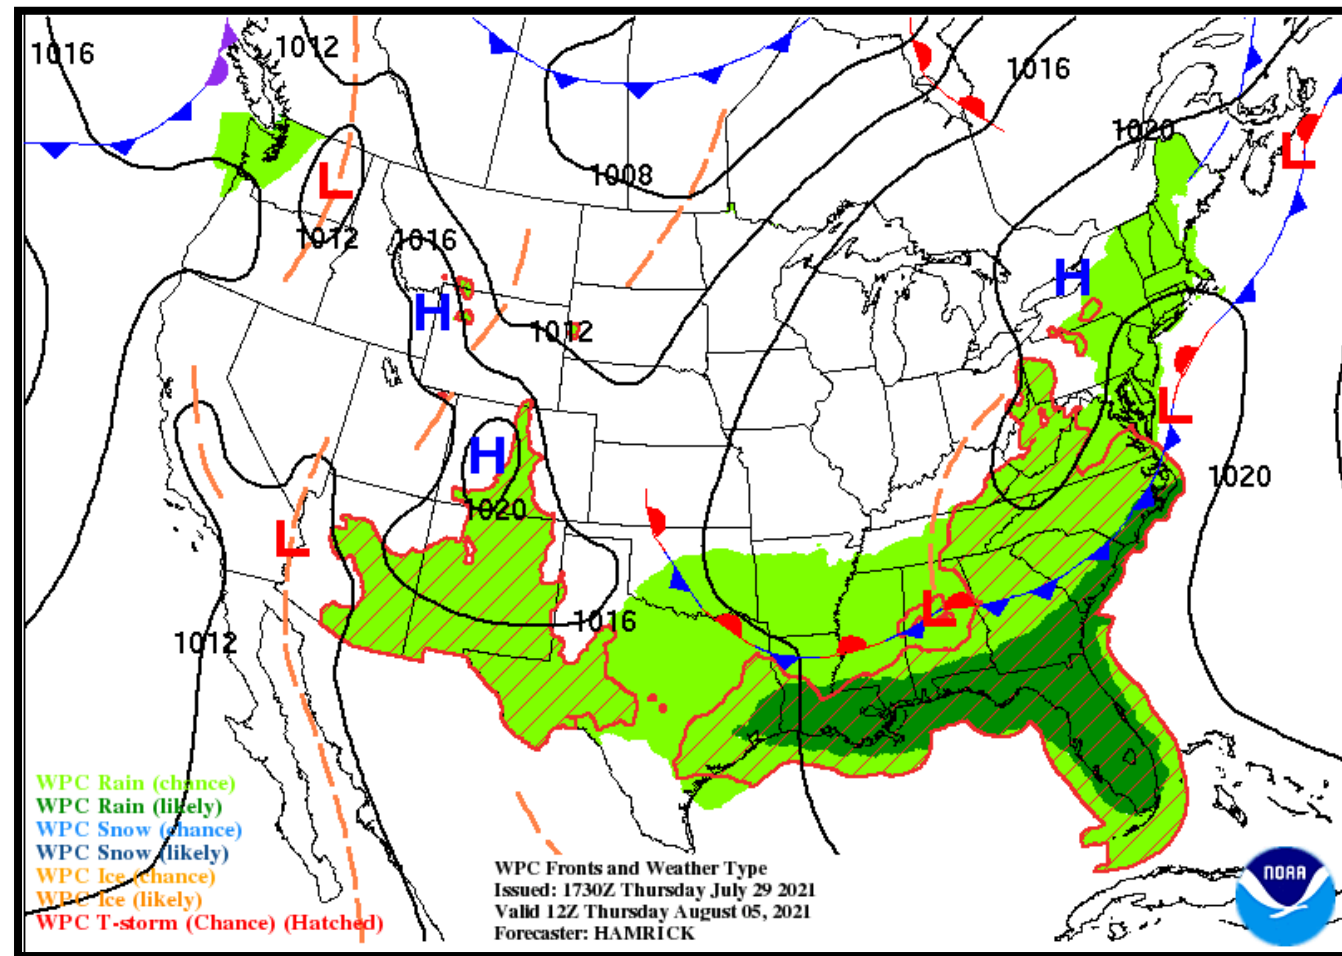 1016
1012
1016
1020
1008
L
L
1012
1016
H
H
1012
L
H
1020
1020
L
1016
L
1012
WPC Rain (chance)
WPC Rain (likely)
WPC Snow (chance)
WPC Snow (likely)
WPC Ice (chance)
WPC Ice (likely)
WPC T-storm (Chance) (Hatched)
WPC Fronts and Weather Type
Issued: 1730Z Thursday July 29 2021
Valid 12Z Thursday August 05, 2021
Forecaster: HAMRICK
NOAA